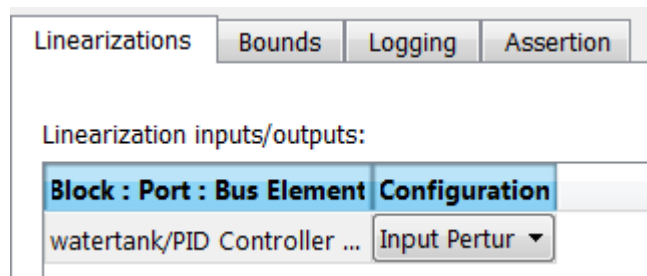 Linearizations Bounds Logging Assertion
Linearization inputs/outputs:
Block : Port : Bus Element Configuration
watertank/PID Controller ... Input Pertur